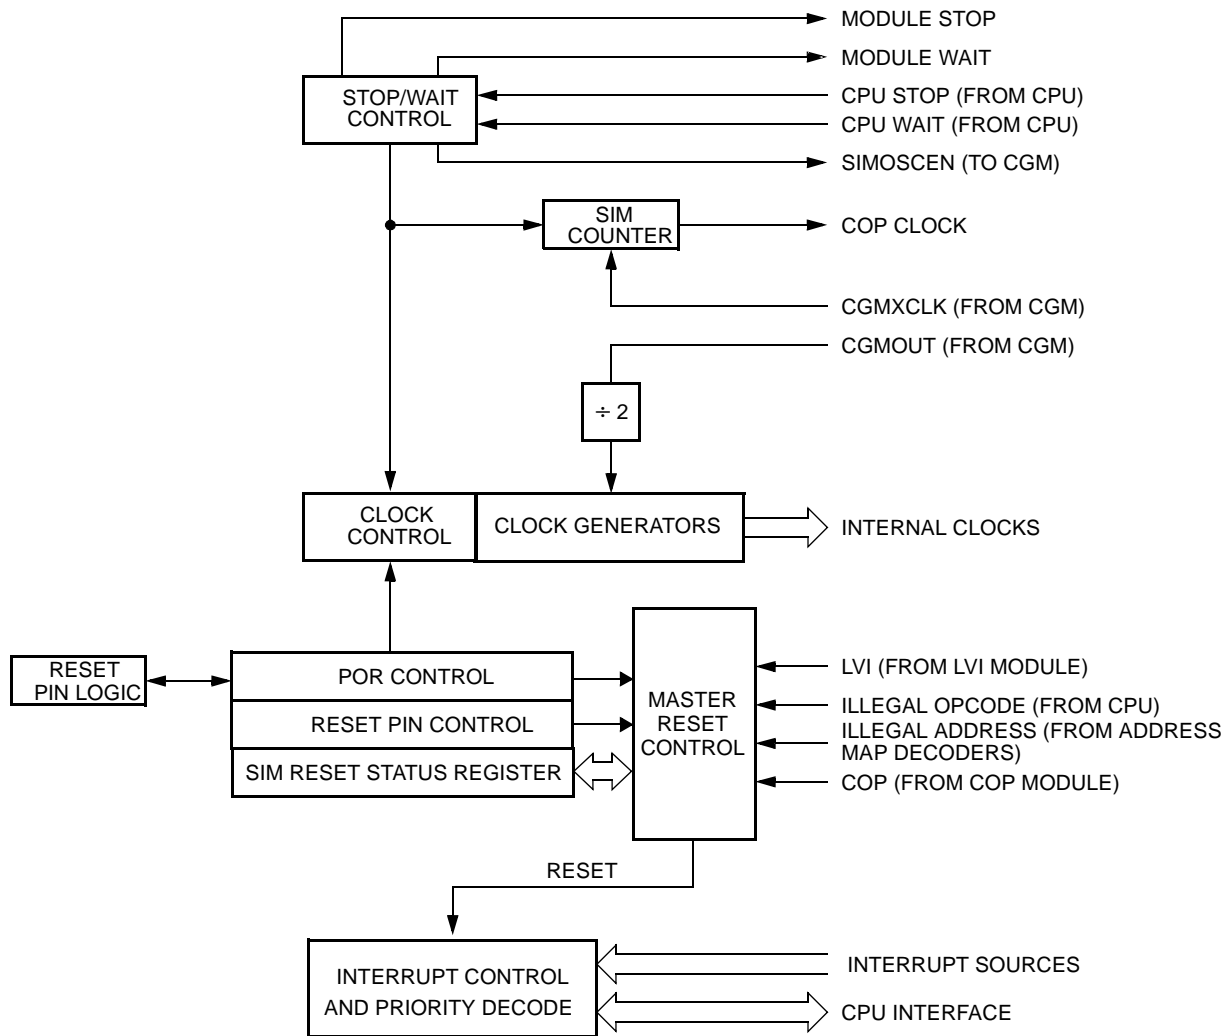 MODULE STOP
MODULE WAIT
STOP/WAIT
CONTROL
CPU STOP (FROM CPU)
CPU WAIT (FROM CPU)
SIMOSCEN (TO CGM)
SIM
COUNTER
COP CLOCK
CGMXCLK (FROM CGM)
CGMOUT (FROM CGM)
÷ 2
CLOCK
CONTROL
CLOCK GENERATORS
INTERNAL CLOCKS
RESET
PIN LOGIC
POR CONTROL
RESET PIN CONTROL
SIM RESET STATUS REGISTER
MASTER
RESET
CONTROL
LVI (FROM LVI MODULE)
ILLEGAL OPCODE (FROM CPU)
ILLEGAL ADDRESS (FROM ADDRESS
MAP DECODERS)
COP (FROM COP MODULE)
RESET
INTERRUPT CONTROL
AND PRIORITY DECODE
INTERRUPT SOURCES
CPU INTERFACE